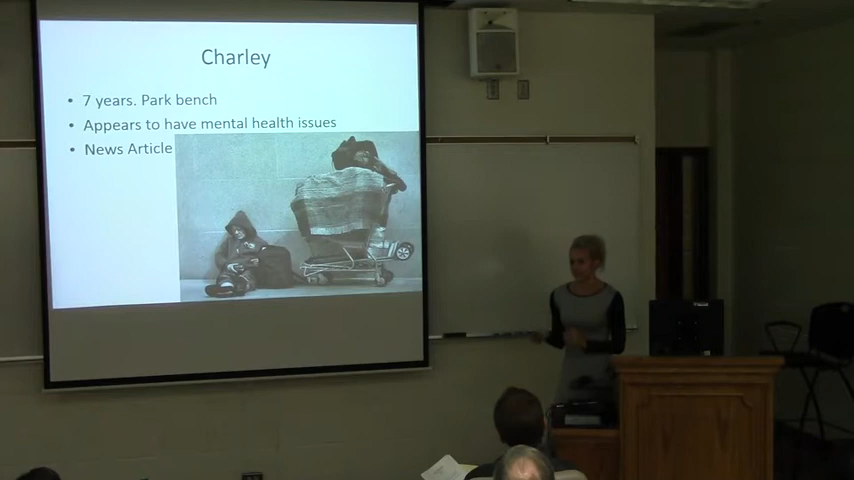 Charley
• 7 years. Park bench
• Appears to have mental health issues
• News Article